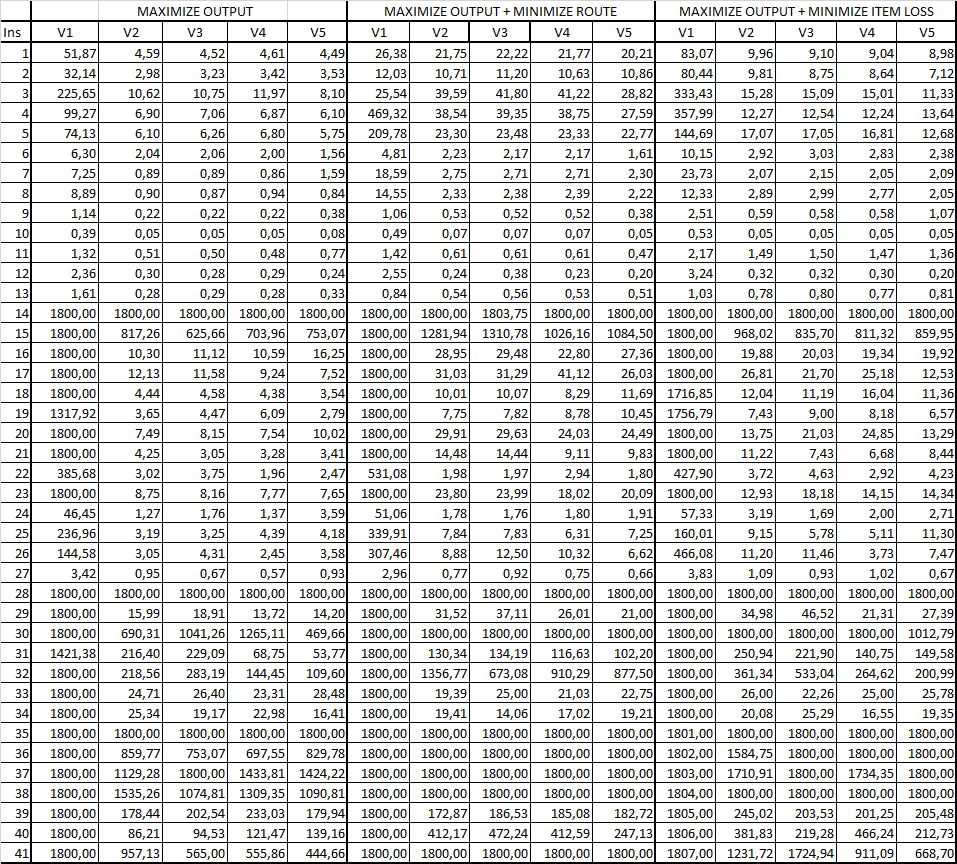 MAXIMIZE OUTPUT MAXIMIZE OUTPUT + MINIMIZE ROUTE MAXIMIZE OUTPUT + MINIMIZE ITEM LOSS
Ins V1 V2 V3 V4 V5 V1 V2 V3 V4 V5 V1 V2 V3 V4 V5
1 51,87 4,59 4,52 4,61 4,49 26,38 21,75 22,22 21,77 20,21 83,07 9,96 9,10 9,04 8,98
2 32,14 2,98 3,23 3,42 3,53 12,03 10,71 11,20 10,63 10,86 80,44 9,81 8,75 8,64 7,12
3 225,65 10,62 10,75 11,97 8,10 25,54 39,59 41,80 41,22 28,82 333,43 15,28 15,09 15,01 11,33
4 99,27 6,90 7,06 6,87 6,10 469,32 38,54 39,35 38,75 27,59 357,99 12,27 12,54 12,24 13,64
5 74,13 6,10 6,26 6,80 5,75 209,78 23,30 23,48 23,33 22,77 144,69 17,07 17,05 16,81 12,68
6 6,30 2,04 2,06 2,00 1,56 4,81 2,23 2,17 2,17 1,61 10,15 2,92 3,03 2,83 2,38
7 7,25 0,89 0,89 0,86 1,59 18,59 2,75 2,71 2,71 2,30 23,73 2,07 2,15 2,05 2,09
8 8,89 0,90 0,87 0,94 0,84 14,55 2,33 2,38 2,39 2,22 12,33 2,89 2,99 2,77 2,05
9 1,14 0,22 0,22 0,22 0,38 1,06 0,53 0,52 0,52 0,38 2,51 0,59 0,58 0,58 1,07
10 0,39 0,05 0,05 0,05 0,08 0,49 0,07 0,07 0,07 0,05 0,53 0,05 0,05 0,05 0,05
11 1,32 0,51 0,50 0,48 0,77 1,42 0,61 0,61 0,61 0,47 2,17 1,49 1,50 1,47 1,36
12 2,36 0,30 0,28 0,29 0,24 2,55 0,24 0,38 0,23 0,20 3,24 0,32 0,32 0,30 0,20
13 1,61 0,28 0,29 0,28 0,33 0,84 0,54 0,56 0,53 0,51 1,03 0,78 0,80 0,77 0,81
14 1800,00 1800,00 1800,00 1800,00 1800,00 1800,00 1800,00 1803,75 1800,00 1800,00 1800,00 1800,00 1800,00 1800,00 1800,00
15 1800,00 817,26 625,66 703,96 753,07 1800,00 1281,94 1310,78 1026,16 1084,50 1800,00 968,02 835,70 811,32 859,95
16 1800,00 10,30 11,12 10,59 16,25 1800,00 28,95 29,48 22,80 27,36 1800,00 19,88 20,03 19,34 19,92
17 1800,00 12,13 11,58 9,24 7,52 1800,00 31,03 31,29 41,12 26,03 1800,00 26,81 21,70 25,18 12,53
18 1800,00 4,44 4,58 4,38 3,54 1800,00 10,01 10,07 8,29 11,69 1716,85 12,04 11,19 16,04 11,36
19 1317,92 3,65 4,47 6,09 2,79 1800,00 7,75 7,82 8,78 10,45 1756,79 7,43 9,00 8,18 6,57
20 1800,00 7,49 8,15 7,54 10,02 1800,00 29,91 29,63 24,03 24,49 1800,00 13,75 21,03 24,85 13,29
21 1800,00 4,25 3,05 3,28 3,41 1800,00 14,48 14,44 9,11 9,83 1800,00 11,22 7,43 6,68 8,44
22 385,68 3,02 3,75 1,96 2,47 531,08 1,98 1,97 2,94 1,80 427,90 3,72 4,63 2,92 4,23
23 1800,00 8,75 8,16 7,77 7,65 1800,00 23,80 23,99 18,02 20,09 1800,00 12,93 18,18 14,15 14,34
24 46,45 1,27 1,76 1,37 3,59 51,06 1,78 1,76 1,80 1,91 57,33 3,19 1,69 2,00 2,71
25 236,96 3,19 3,25 4,39 4,18 339,91 7,84 7,83 6,31 7,25 160,01 9,15 5,78 5,11 11,30
26 144,58 3,05 4,31 2,45 3,58 307,46 8,88 12,50 10,32 6,62 466,08 11,20 11,46 3,73 7,47
27 3,42 0,95 0,67 0,57 0,93 2,96 0,77 0,92 0,75 0,66 3,83 1,09 0,93 1,02 0,67
28 1800,00 1800,00 1800,00 1800,00 1800,00 1800,00 1800,00 1800,00 1800,00 1800,00 1800,00 1800,00 1800,00 1800,00 1800,00
29 1800,00 15,99 18,91 13,72 14,20 1800,00 31,52 37,11 26,01 21,00 1800,00 34,98 46,52 21,31 27,39
30 1800,00 690,31 1041,26 1265,11 469,66 1800,00 1800,00 1800,00 1800,00 1800,00 1800,00 1800,00 1800,00 1800,00 1012,79
31 1421,38 216,40 229,09 68,75 53,77 1800,00 130,34 134,19 116,63 102,20 1800,00 250,94 221,90 140,75 149,58
32 1800,00 218,56 283,19 144,45 109,60 1800,00 1356,77 673,08 910,29 877,50 1800,00 361,34 533,04 264,62 200,99
33 1800,00 24,71 26,40 23,31 28,48 1800,00 19,39 25,00 21,03 22,75 1800,00 26,00 22,26 25,00 25,78
34 1800,00 25,34 19,17 22,98 16,41 1800,00 19,41 14,06 17,02 19,21 1800,00 20,08 25,29 16,55 19,35
35 1800,00 1800,00 1800,00 1800,00 1800,00 1800,00 1800,00 1800,00 1800,00 1800,00 1801,00 1800,00 1800,00 1800,00 1800,00
36 1800,00 859,77 753,07 697,55 829,78 1800,00 1800,00 1800,00 1800,00 1800,00 1802,00 1584,75 1800,00 1800,00 1800,00
37 1800,00 1129,28 1800,00 1433,81 1424,22 1800,00 1800,00 1800,00 1800,00 1800,00 1803,00 1710,91 1800,00 1734,35 1800,00
38 1800,00 1535,26 1074,81 1309,35 1090,81 1800,00 1800,00 1800,00 1800,00 1800,00 1804,00 1800,00 1800,00 1800,00 1800,00
39 1800,00 178,44 202,54 233,03 179,94 1800,00 172,87 186,53 185,08 182,72 1805,00 245,02 203,53 201,25 205,48
40 1800,00 86,21 94,53 121,47 139,16 1800,00 412,17 472,24 412,59 247,13 1806,00 381,83 219,28 466,24 212,73
41 1800,00 957,13 565,00 555,86 444,66 1800,00 1800,00 1800,00 1800,00 1800,00 1807,00 1231,72 1724,94 911,09 668,70